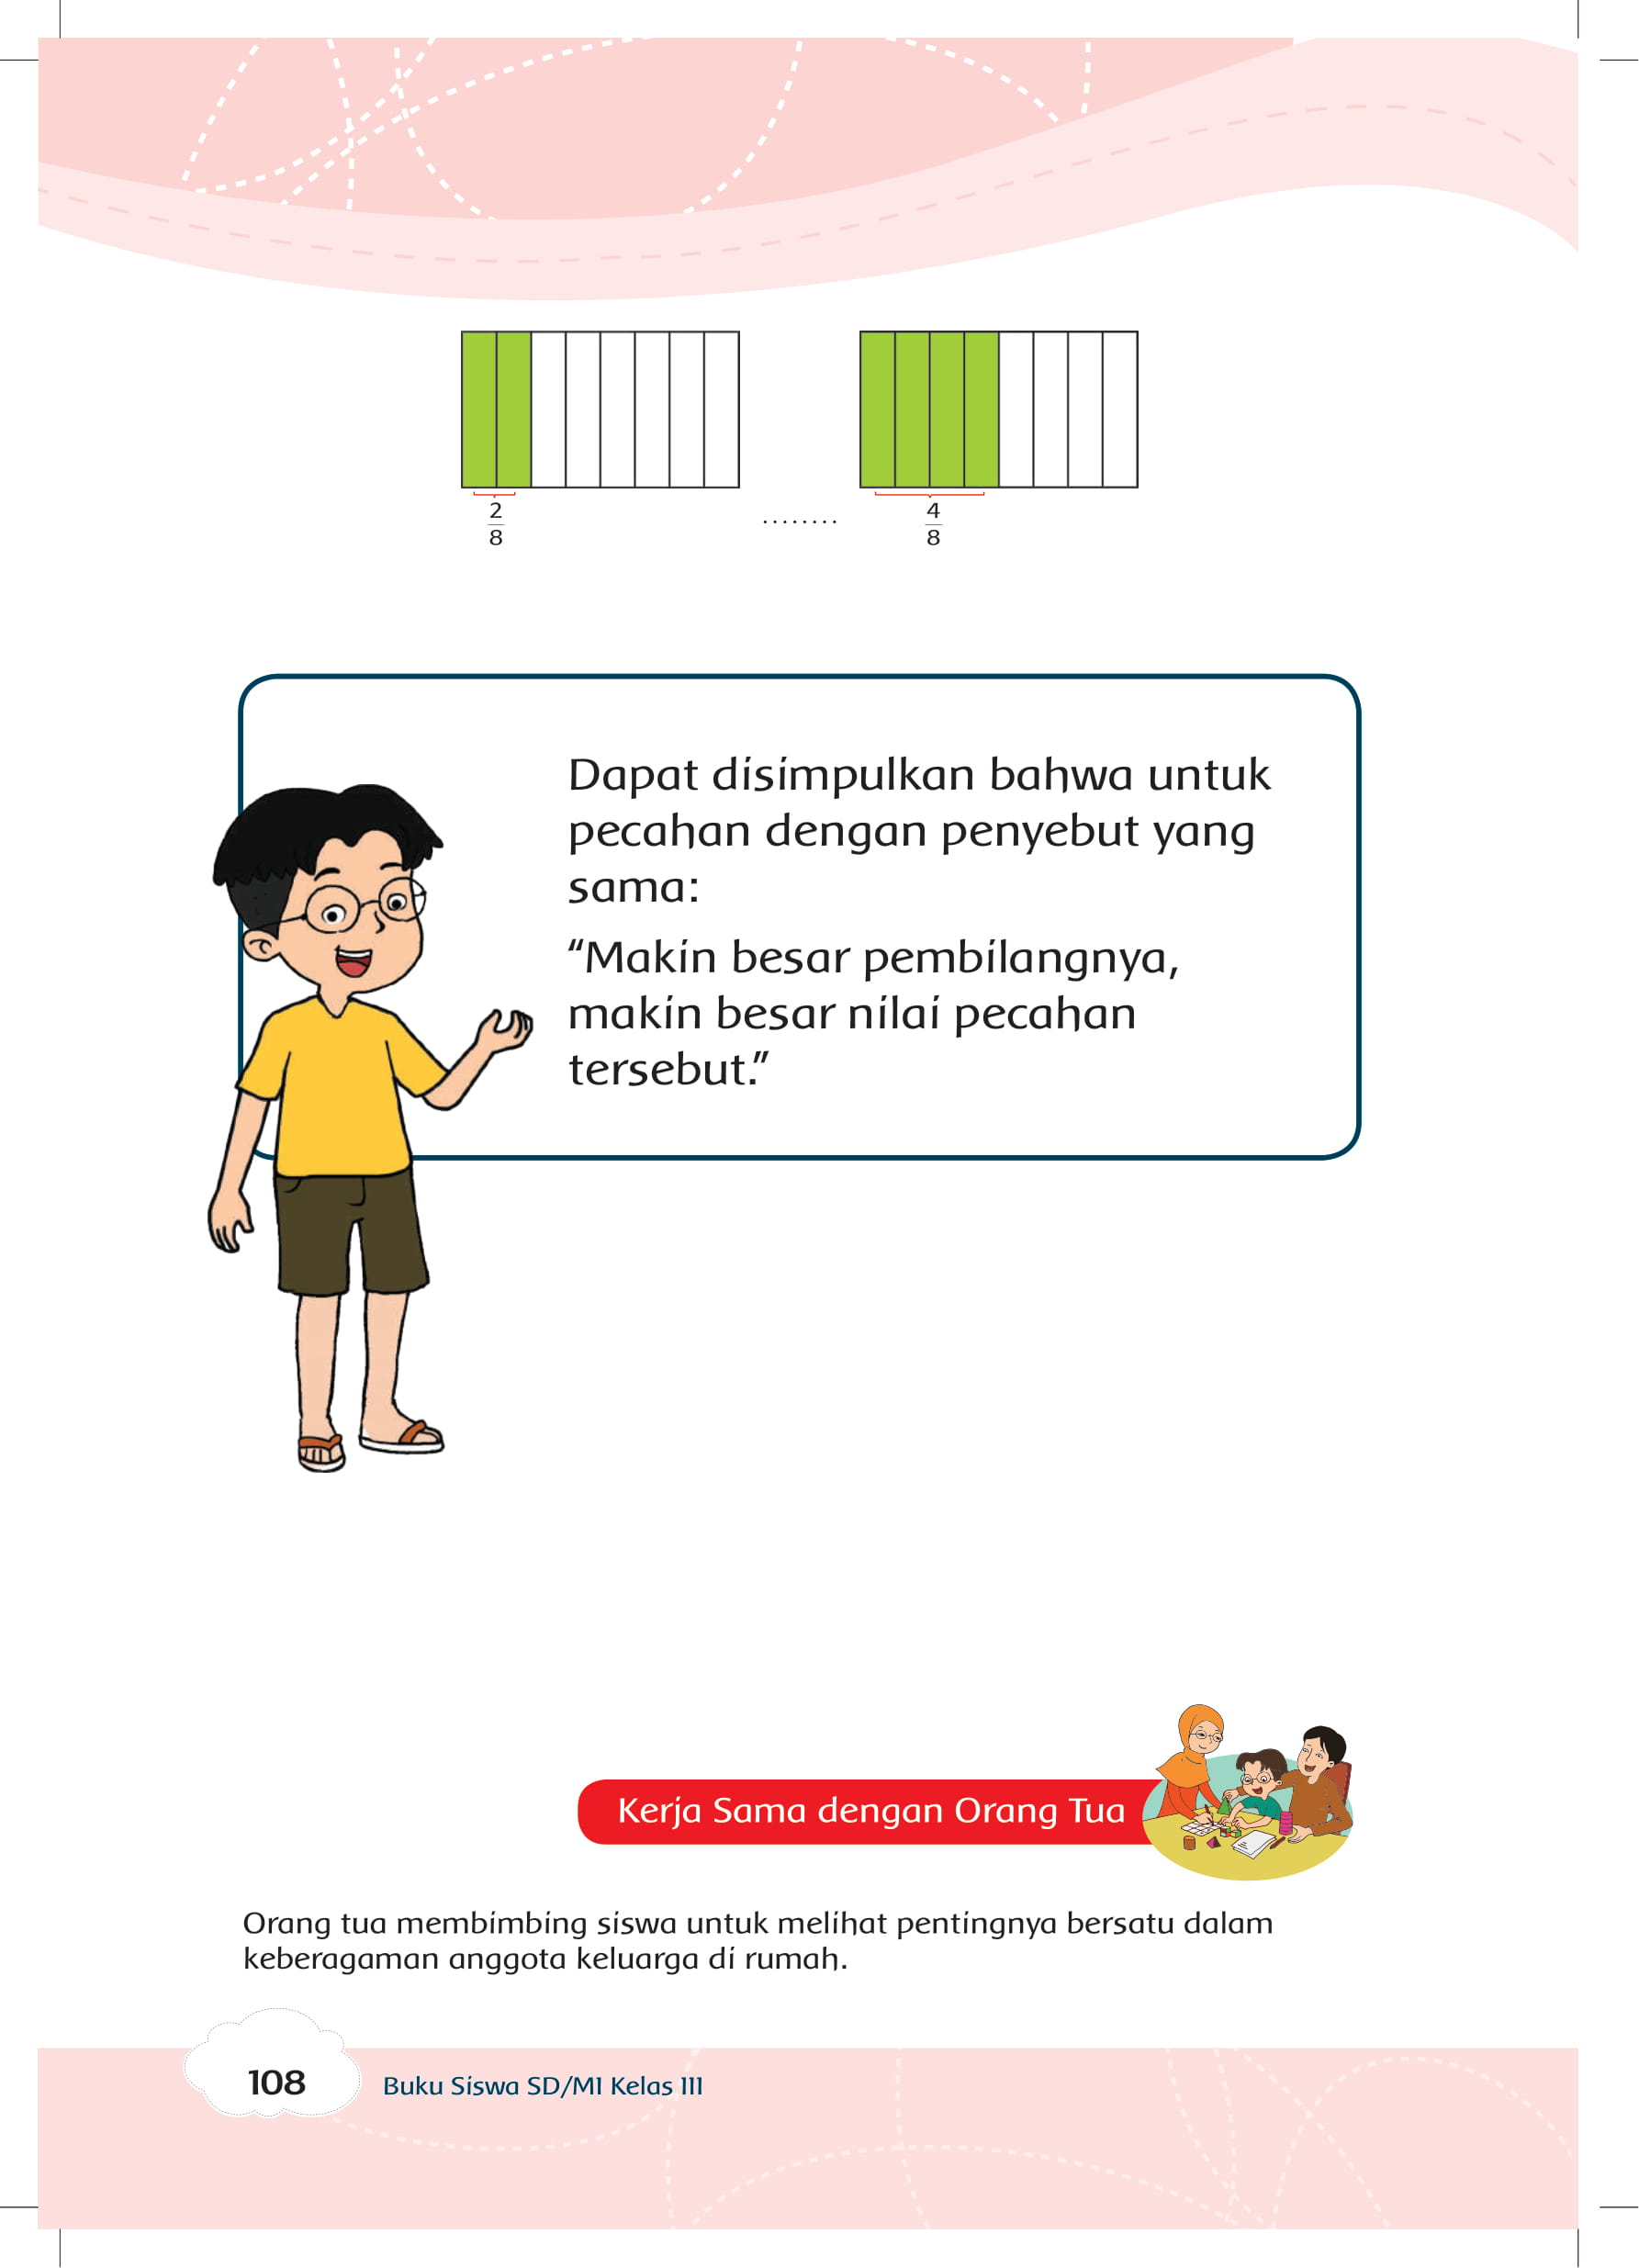 2
8
........
4
8
Dapat disimpulkan bahwa untuk
pecahan dengan penyebut yang
sama:
“Makin besar pembilangnya,
makin besar nilai pecahan
tersebut.”
Kerja Sama dengan Orang Tua
Orang tua membimbing siswa untuk melihat pentingnya bersatu dalam
keberagaman anggota keluarga di rumah.
108
Buku Siswa SD/MI Kelas III